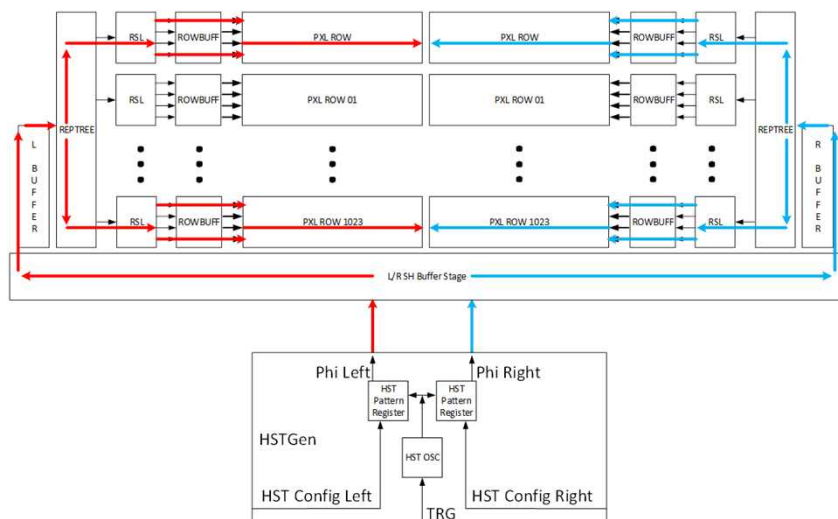 RSL ROWBUFF PXL ROW PXL ROW ROWBUFF RSL
RSL ROWBUFF PXL ROW 01 PXL ROW 01 ROWBUFF RSL
REPTREE REPTREE
L BUFFER R BUFFER
RSL ROWBUFF PXL ROW 1023 PXL ROW 1023 ROWBUFF RSL
L/R SH Buffer Stage
Phi Left Phi Right
HST HST
Pattern Pattern
Register Register
HSTGen
HST OSC
HST Config Left HST Config Right
TRG